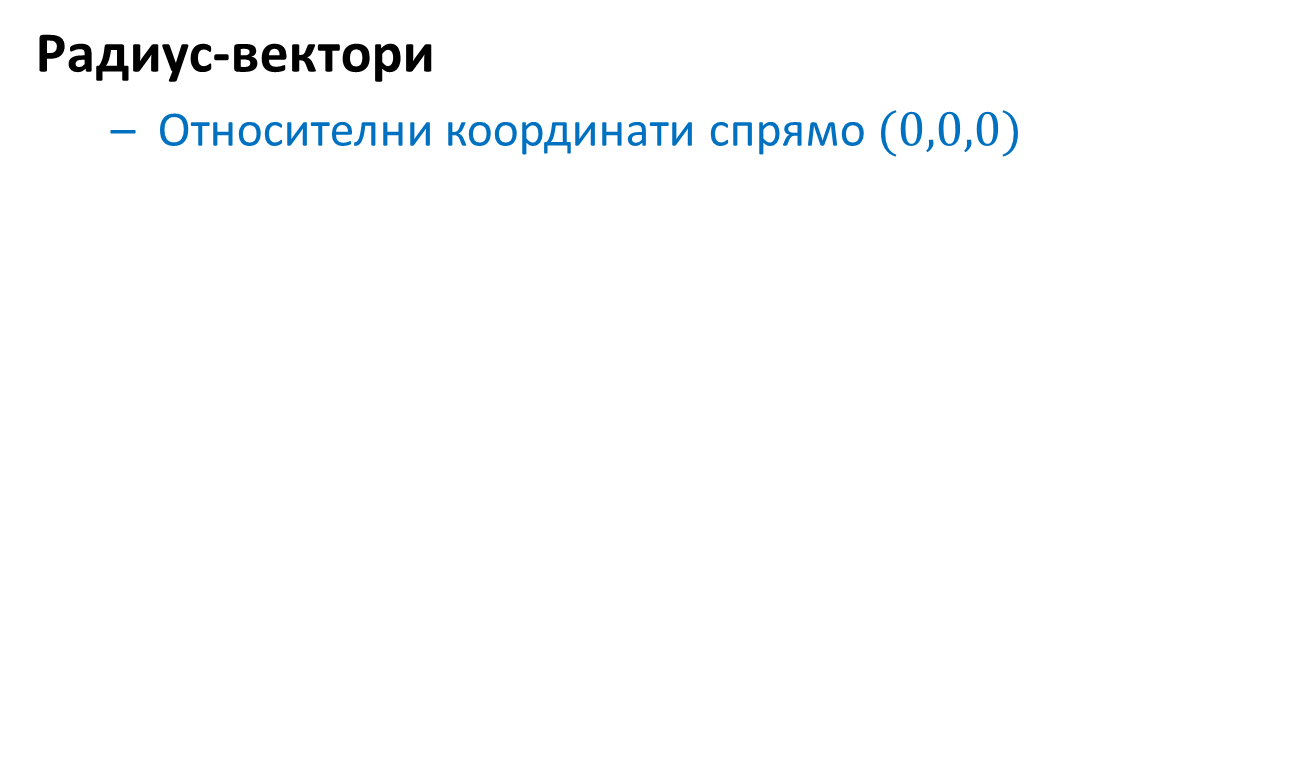 Радиус-вектори
– Относителни координати спрямо (0,0,0)